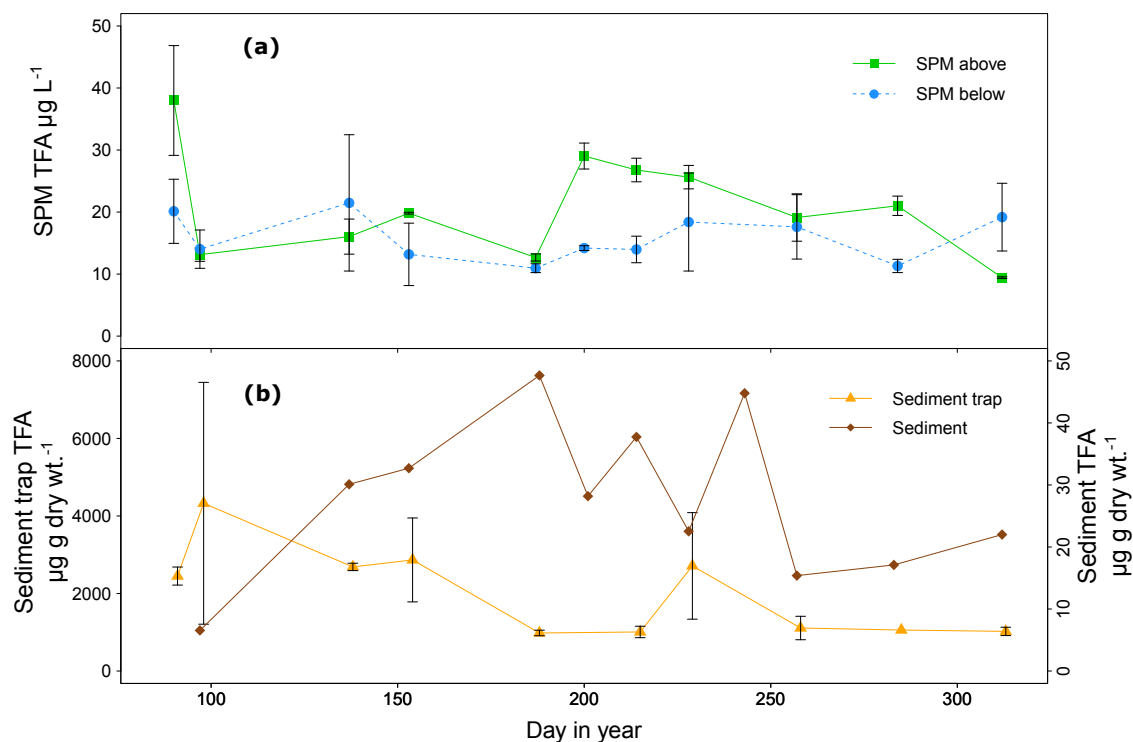 (a)
SPM above
SPM below
50
40
30
20
10
0
SPM TFA µg L⁻¹
(b)
Sediment trap
Sediment
8000
6000
4000
2000
0
Sediment trap TFA
µg g dry wt.⁻¹
50
40
30
20
10
0
Sediment TFA
µg g dry wt.⁻¹
100 150 200 250 300
Day in year